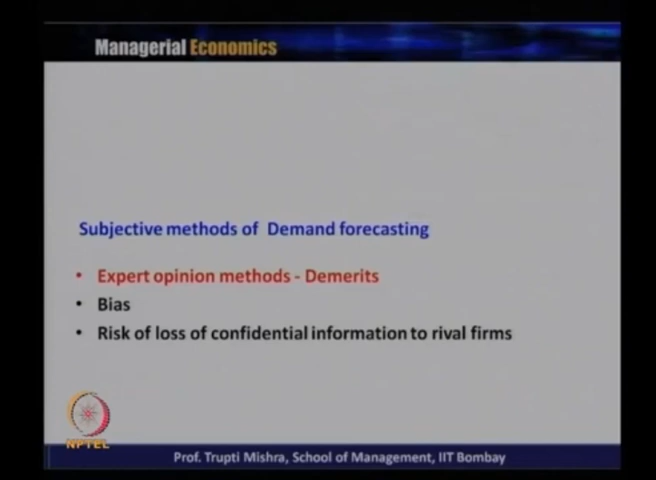 Managerial Economics
Subjective methods of Demand forecasting
• Expert opinion methods - Demerits
• Bias
• Risk of loss of confidential information to rival firms
NPTEL
Prof. Trupti Mishra, School of Management, IIT Bombay